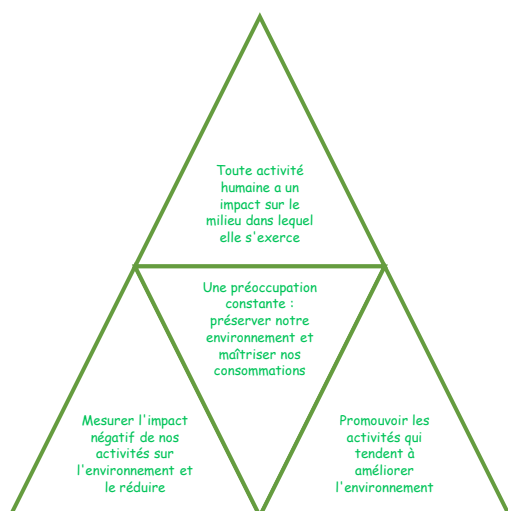 Toute activité
humaine a un
impact sur le
milieu dans lequel
elle s'exerce
Une préoccupation
constante :
préserver notre
environnement et
maîtriser nos
consommations
Mesurer l'impact
négatif de nos
activités sur
l'environnement et
le réduire
Promouvoir les
activités qui
tendent à
améliorer
l'environnement